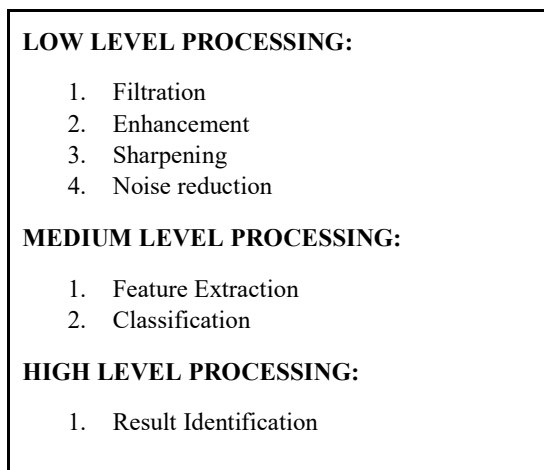 LOW LEVEL PROCESSING:
1. Filtration
2. Enhancement
3. Sharpening
4. Noise reduction
MEDIUM LEVEL PROCESSING:
1. Feature Extraction
2. Classification
HIGH LEVEL PROCESSING:
1. Result Identification